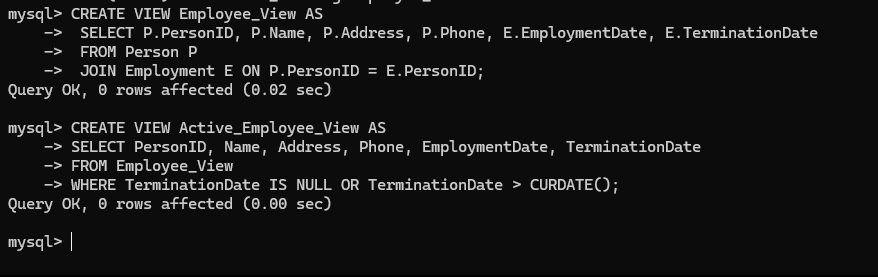 mysql> CREATE VIEW Employee_View AS
    ->  SELECT P.PersonID, P.Name, P.Address, P.Phone, E.EmploymentDate, E.TerminationDate
    ->  FROM Person P
    ->  JOIN Employment E ON P.PersonID = E.PersonID;
Query OK, 0 rows affected (0.02 sec)

mysql> CREATE VIEW Active_Employee_View AS
    -> SELECT PersonID, Name, Address, Phone, EmploymentDate, TerminationDate
    -> FROM Employee_View
    -> WHERE TerminationDate IS NULL OR TerminationDate > CURDATE();
Query OK, 0 rows affected (0.00 sec)

mysql>